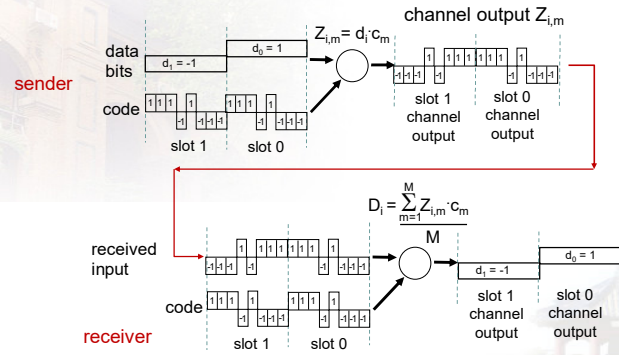 channel output Zi,m
Zi,m= di·cm
data
bits
d0 = 1
d1 = -1
1 1 1 1 1 1 1 1
-1 -1 -1 -1 -1 -1 -1 -1
sender
code
1 1 1 1 1 1 1 1
-1 -1 -1 -1 -1 -1 -1 -1
slot 1
slot 0
slot 1
channel
output
slot 0
channel
output
Di = Σ Zi,m·cm
M
m=1
M
received
input
1 1 1 1 1 1 1 1
-1 -1 -1 -1 -1 -1 -1 -1
d0 = 1
d1 = -1
code
1 1 1 1 1 1 1 1
-1 -1 -1 -1 -1 -1 -1 -1
slot 1
channel
output
slot 0
channel
output
receiver
slot 1
slot 0